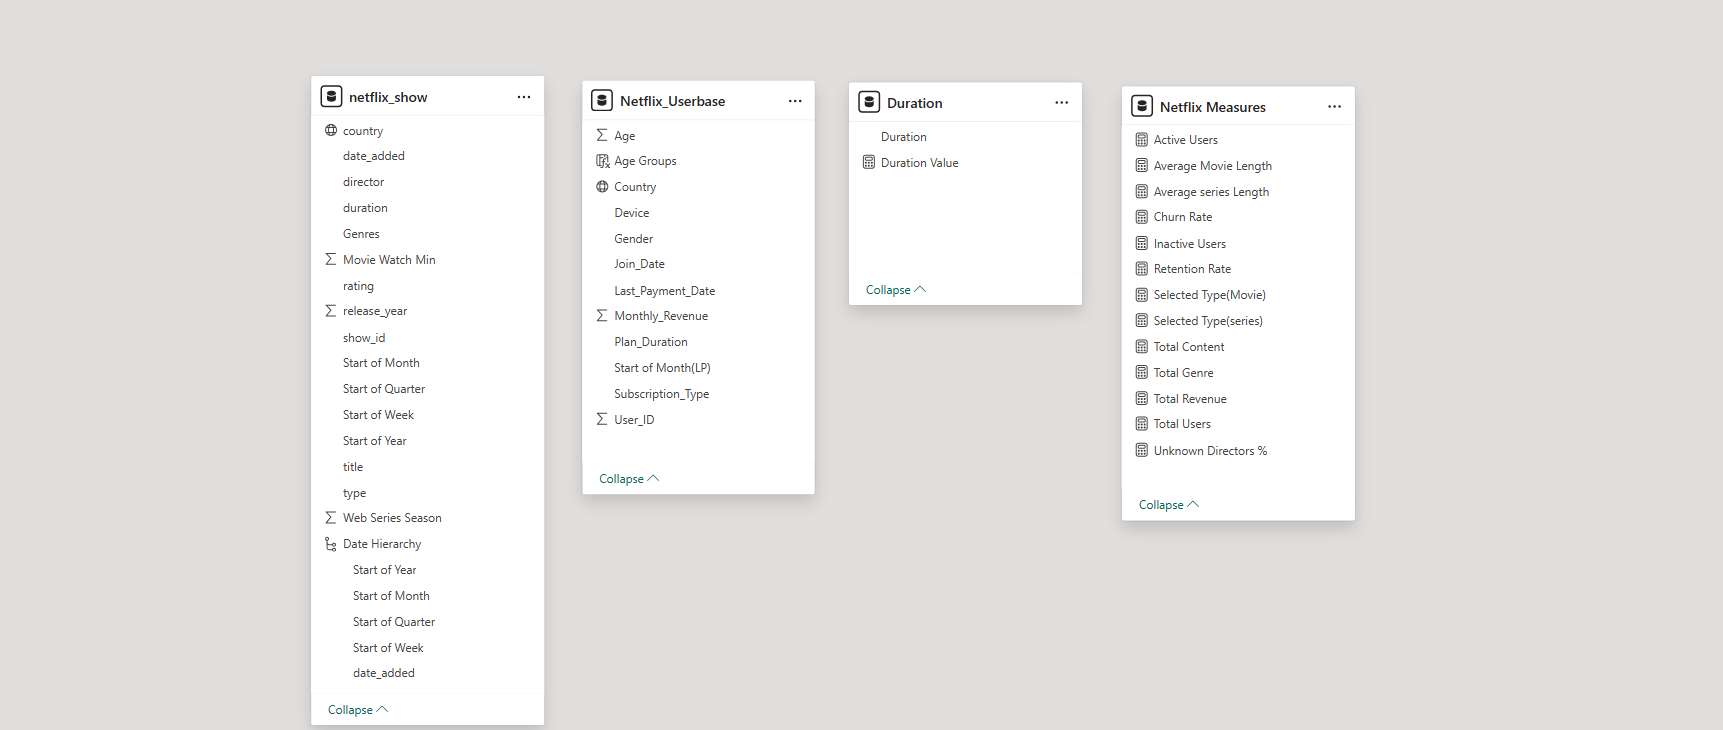 netflix_show
country
date_added
director
duration
Genres
Movie Watch Min
rating
release_year
show_id
Start of Month
Start of Quarter
Start of Week
Start of Year
title
type
Web Series Season
Date Hierarchy
Start of Year
Start of Month
Start of Quarter
Start of Week
date_added
Collapse
Netflix_Userbase
Age
Age Groups
Country
Device
Gender
Join_Date
Last_Payment_Date
Monthly_Revenue
Plan_Duration
Start of Month(LP)
Subscription_Type
User_ID
Collapse
Duration
Duration
Duration Value
Collapse
Netflix Measures
Active Users
Average Movie Length
Average series Length
Churn Rate
Inactive Users
Retention Rate
Selected Type(Movie)
Selected Type(series)
Total Content
Total Genre
Total Revenue
Total Users
Unknown Directors %
Collapse